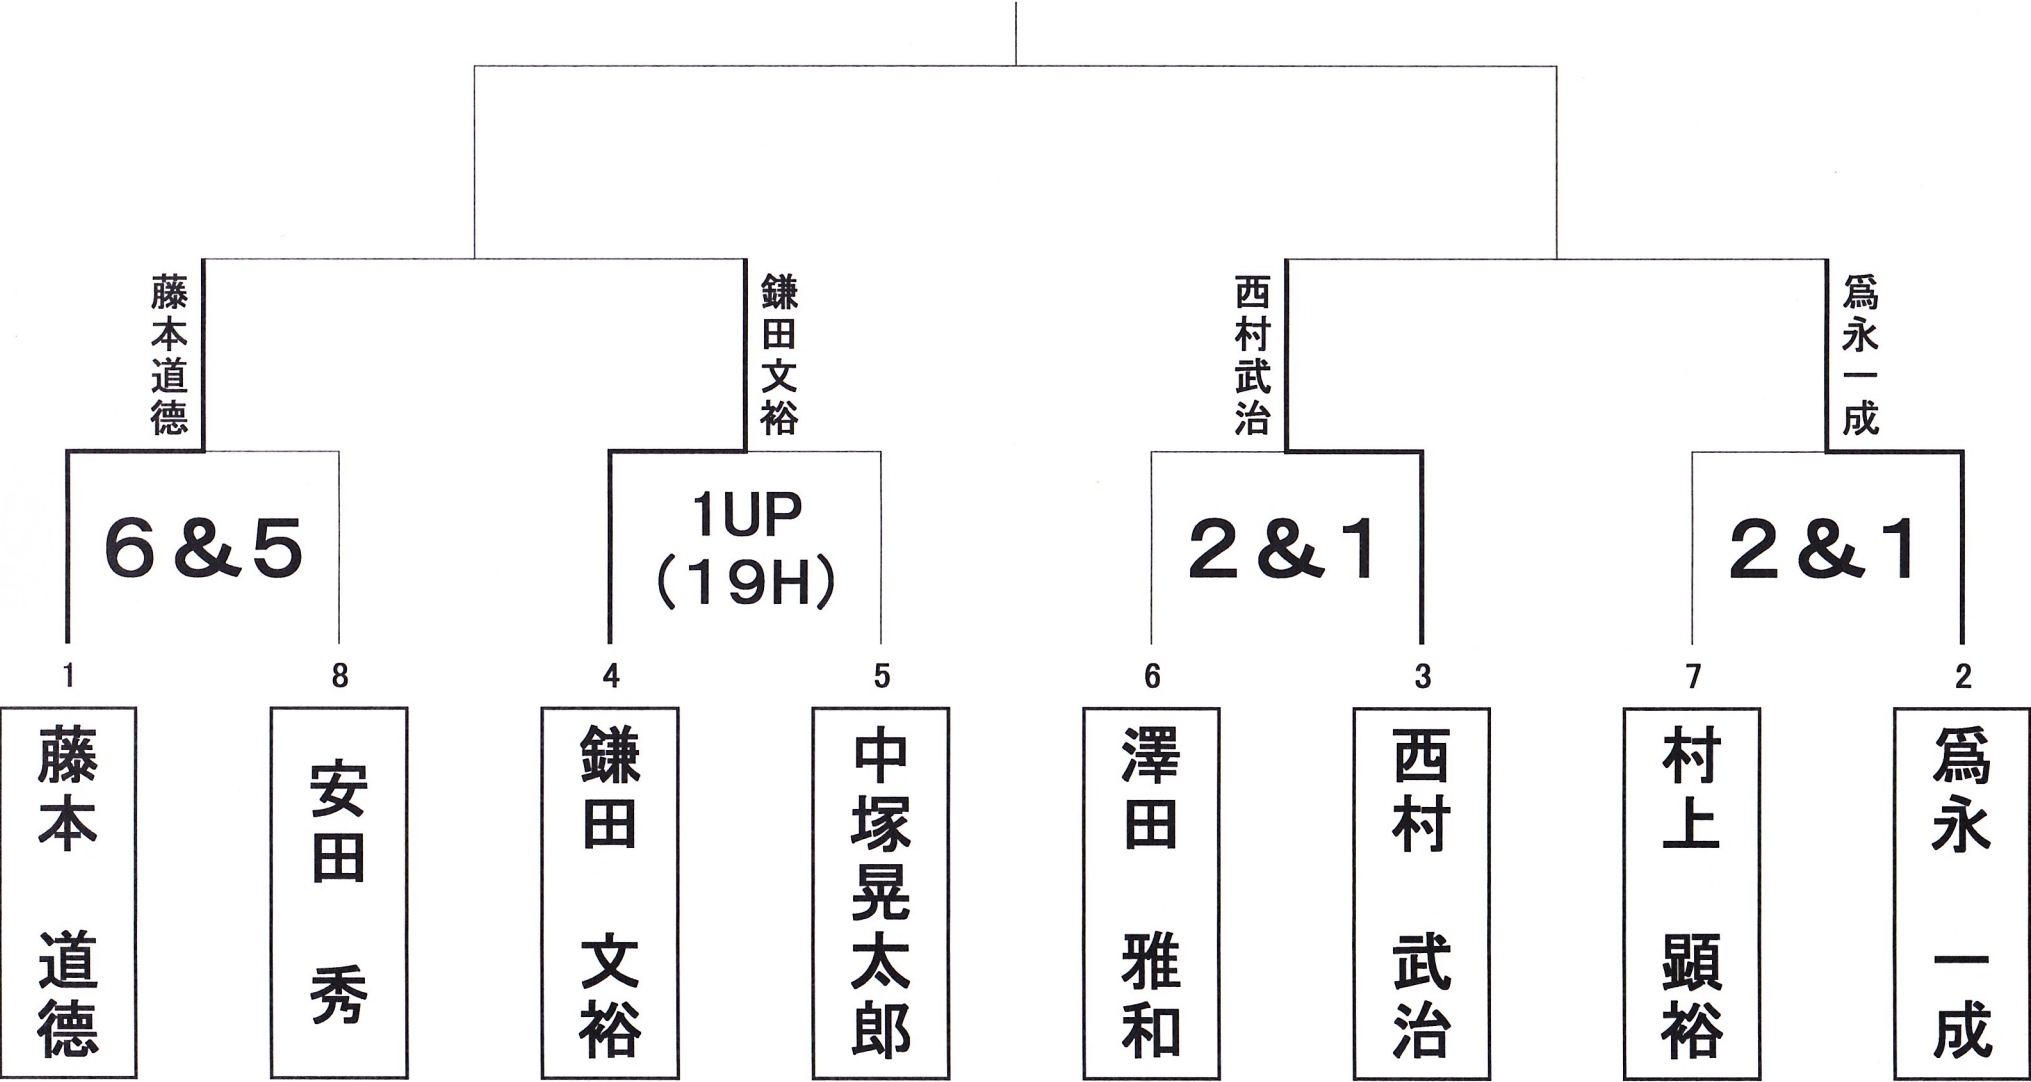 藤本道德
鎌田文裕
西村武治
爲永一成
6&5
1UP
(19H)
2&1
2&1
1
8
4
5
6
3
7
2
藤本 道德
安田 秀
鎌田 文裕
中塚晃太郎
澤田 雅和
西村 武治
村上 顕裕
爲永 一成